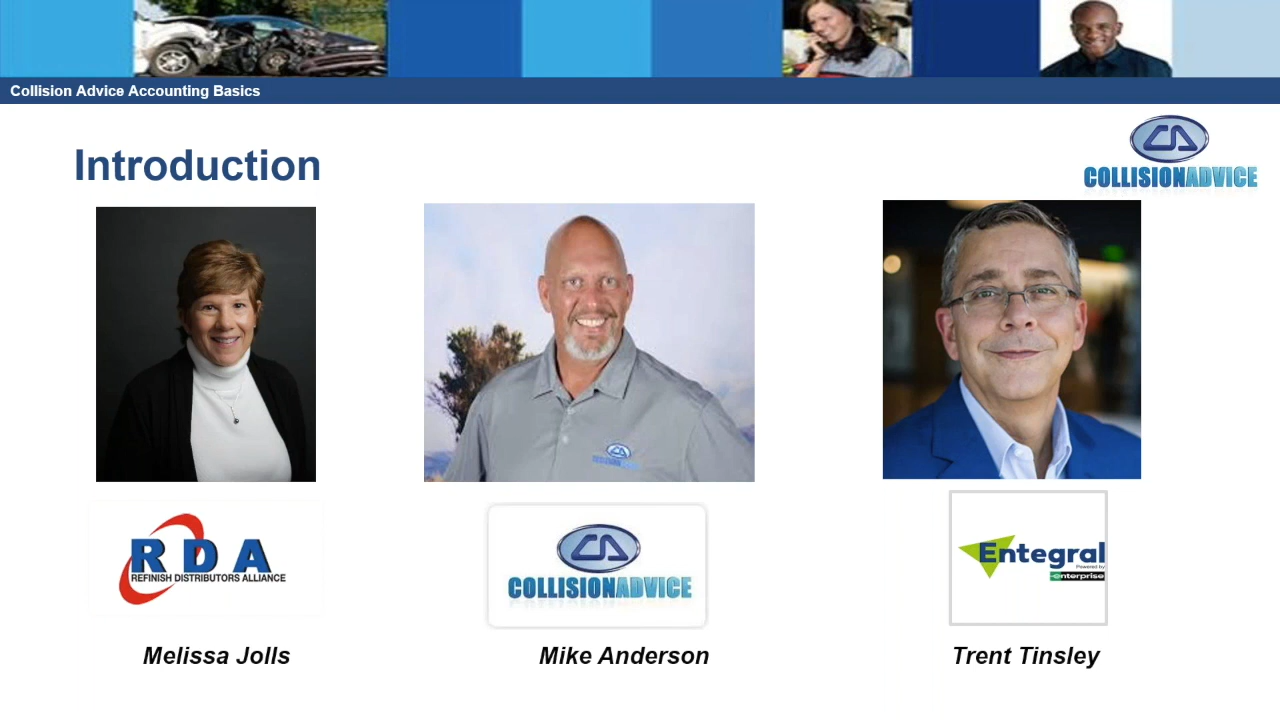 Collision Advice Accounting Basics
Introduction
COLLISIONADVICE
RDA
REFINISH DISTRIBUTORS ALLIANCE
COLLISIONADVICE
Entegral
Powered by
enterprise
Melissa Jolls
Mike Anderson
Trent Tinsley